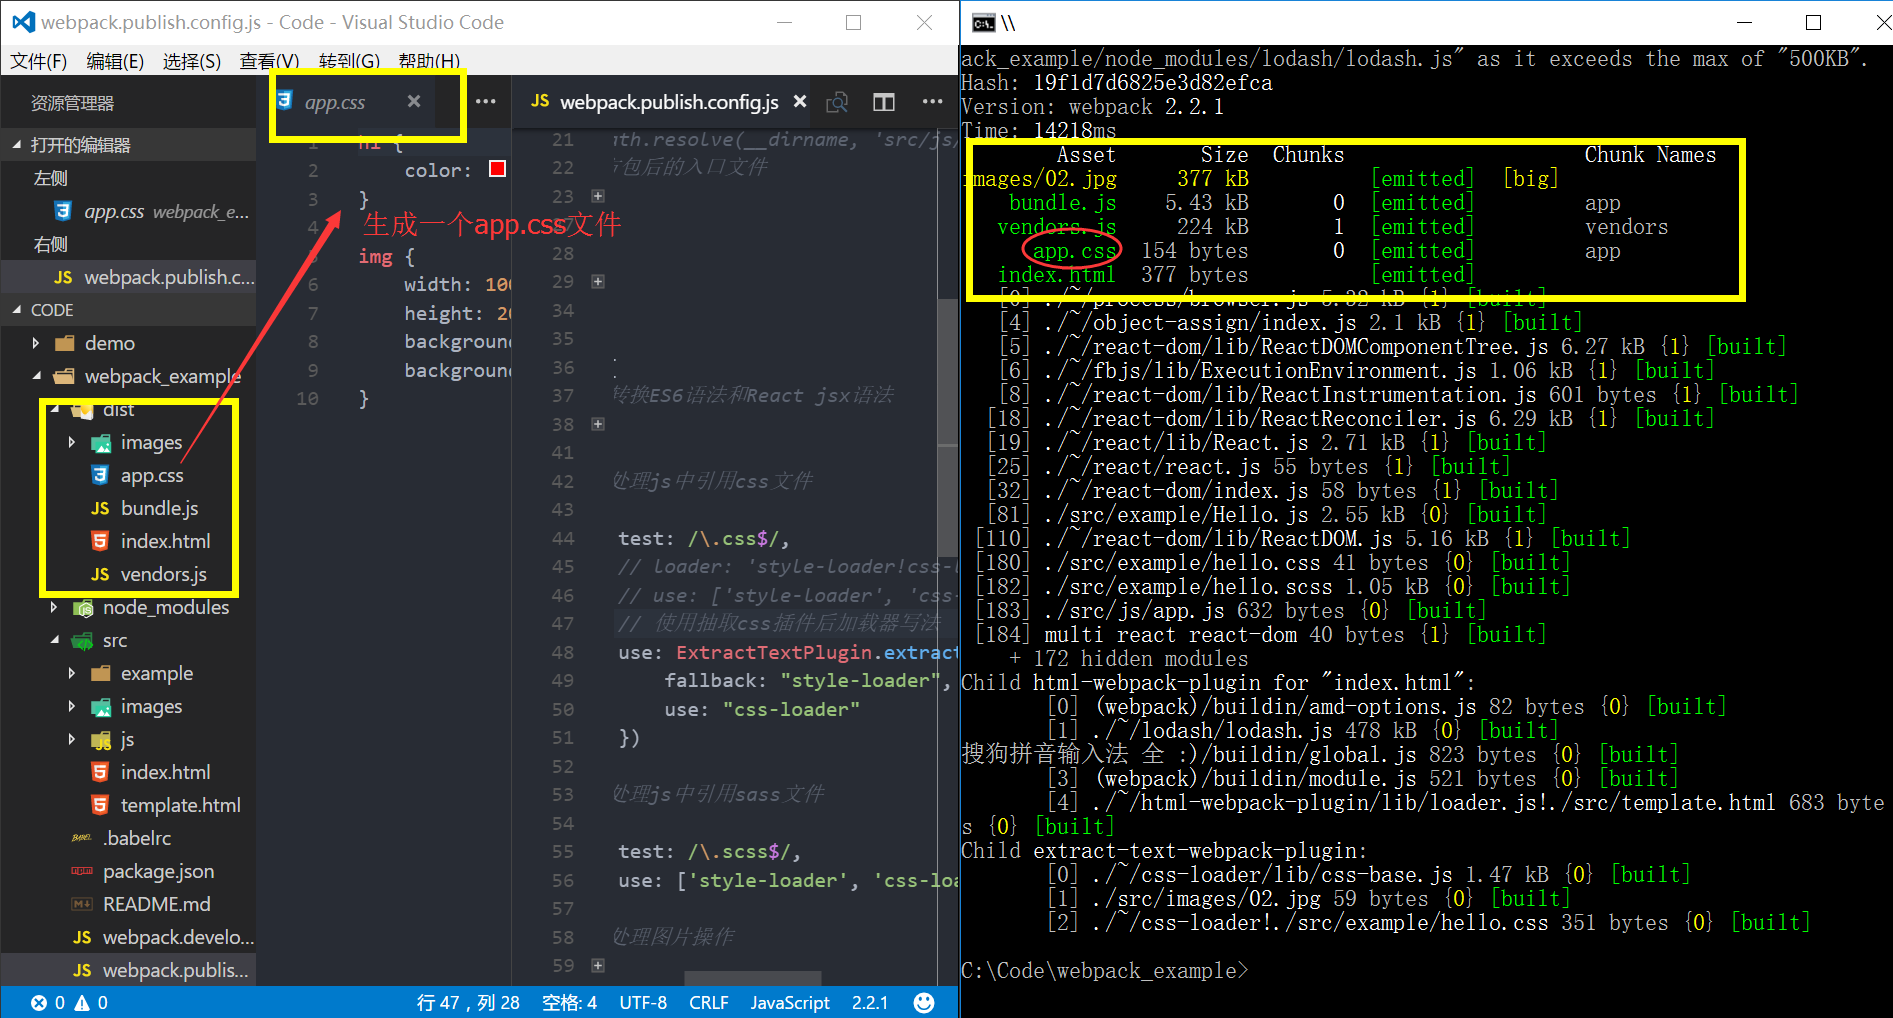 webpack.publish.config.js - Code - Visual Studio Code
文件(F) 编辑(E) 选择(S) 查看(V) 转到(G) 帮助(H)
资源管理器
打开的编辑器
左侧
app.css webpack_e...
右侧
JS webpack.publish.c...
CODE
demo
webpack_example
dist
images
app.css
JS bundle.js
index.html
JS vendors.js
node_modules
src
example
images
js
index.html
template.html
.babelrc
package.json
README.md
JS webpack.develo...
JS webpack.publis...
app.css
1 h1 {
2 color:
3 }
4
img {
6 width: 100
7 height: 20
8 background
9 background
10 }
生成一个app.css文件
JS webpack.publish.config.js
21 ath.resolve(__dirname, 'src/js/
22 包后的入口文件
23
28
29
34
35
36
37 转换ES6语法和React jsx语法
38
41
42 处理js中引用css文件
43
44 test: /\.css$/,
45 // loader: 'style-loader!css-l
46 // use: ['style-loader', 'css-
47 // 使用抽取css插件后加载器写法
48 use: ExtractTextPlugin.extract
49 fallback: "style-loader",
50 use: "css-loader"
51 })
52
53 处理js中引用sass文件
54
55 test: /\.scss$/,
56 use: ['style-loader', 'css-loa
57
58 处理图片操作
59
0 0 行 47，列 28 空格: 4 UTF-8 CRLF JavaScript 2.2.1
C:\. \\
ack_example/node_modules/lodash/lodash.js" as it exceeds the max of "500KB".
Hash: 19f1d7d6825e3d82efca
Version: webpack 2.2.1
Time: 14218ms
Asset Size Chunks Chunk Names
images/02.jpg 377 kB [emitted] [big]
bundle.js 5.43 kB 0 [emitted] app
vendors.js 224 kB 1 [emitted] vendors
app.css 154 bytes 0 [emitted] app
index.html 377 bytes [emitted]
[0] ./~/process/browser.js 5.32 kB {1} [built]
[4] ./~/object-assign/index.js 2.1 kB {1} [built]
[5] ./~/react-dom/lib/ReactDOMComponentTree.js 6.27 kB {1} [built]
[6] ./~/fbjs/lib/ExecutionEnvironment.js 1.06 kB {1} [built]
[8] ./~/react-dom/lib/ReactInstrumentation.js 601 bytes {1} [built]
[18] ./~/react-dom/lib/ReactReconciler.js 6.29 kB {1} [built]
[19] ./~/react/lib/React.js 2.71 kB {1} [built]
[25] ./~/react/react.js 55 bytes {1} [built]
[32] ./~/react-dom/index.js 58 bytes {1} [built]
[81] ./src/example/Hello.js 2.55 kB {0} [built]
[110] ./~/react-dom/lib/ReactDOM.js 5.16 kB {1} [built]
[180] ./src/example/hello.css 41 bytes {0} [built]
[182] ./src/example/hello.scss 1.05 kB {0} [built]
[183] ./src/js/app.js 632 bytes {0} [built]
[184] multi react react-dom 40 bytes {1} [built]
+ 172 hidden modules
Child html-webpack-plugin for "index.html":
[0] (webpack)/buildin/amd-options.js 82 bytes {0} [built]
[1] ./~/lodash/lodash.js 478 kB {0} [built]
搜狗拼音输入法 全 :)/buildin/global.js 823 bytes {0} [built]
[3] (webpack)/buildin/module.js 521 bytes {0} [built]
[4] ./~/html-webpack-plugin/lib/loader.js!./src/template.html 683 byte
s {0} [built]
Child extract-text-webpack-plugin:
[0] ./~/css-loader/lib/css-base.js 1.47 kB {0} [built]
[1] ./src/images/02.jpg 59 bytes {0} [built]
[2] ./~/css-loader!./src/example/hello.css 351 bytes {0} [built]
C:\Code\webpack_example>